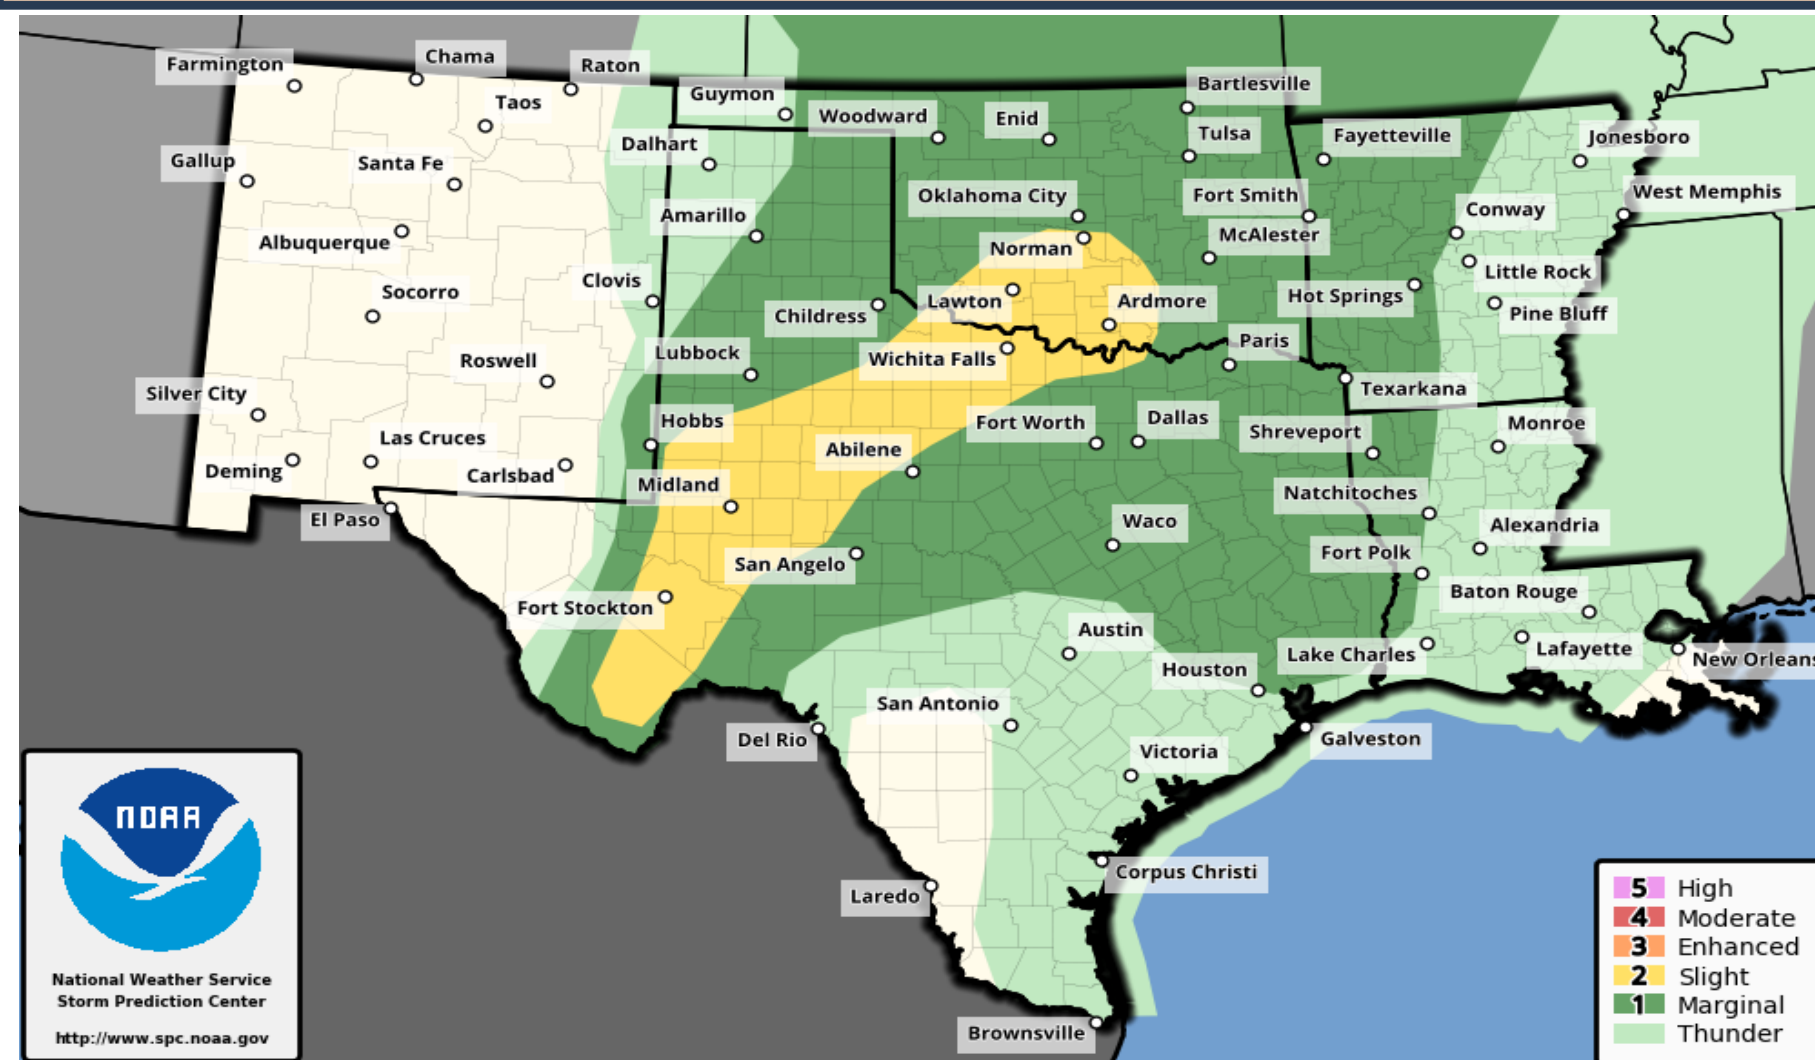 Farmington
Chama
Raton
Taos
Guymon
Woodward
Enid
Bartlesville
Tulsa
Fayetteville
Jonesboro
Gallup
Santa Fe
Dalhart
Oklahoma City
Fort Smith
Conway
West Memphis
Albuquerque
Amarillo
Norman
McAlester
Socorro
Clovis
Childress
Lawton
Ardmore
Hot Springs
Little Rock
Pine Bluff
Roswell
Lubbock
Wichita Falls
Paris
Silver City
Hobbs
Texarkana
Las Cruces
Abilene
Fort Worth
Dallas
Shreveport
Monroe
Deming
Carlsbad
Midland
Natchitoches
El Paso
Waco
Alexandria
San Angelo
Fort Polk
Fort Stockton
Baton Rouge
Austin
Lake Charles
Lafayette
New Orleans
Houston
San Antonio
Del Rio
Galveston
Victoria
Corpus Christi
Laredo
Brownsville
NOAA
National Weather Service
Storm Prediction Center
http://www.spc.noaa.gov
5 High
4 Moderate
3 Enhanced
2 Slight
1 Marginal
Thunder